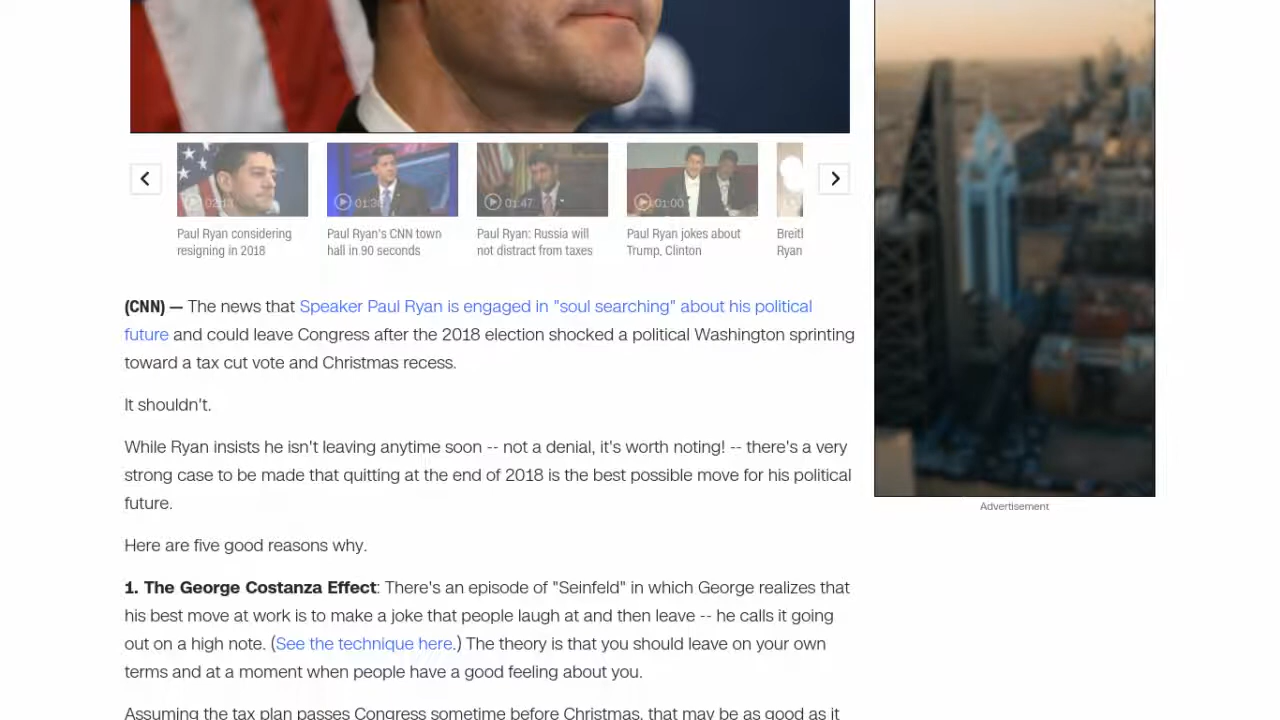 02:13
01:30
01:47
01:00
Paul Ryan considering
resigning in 2018
Paul Ryan's CNN town
hall in 90 seconds
Paul Ryan: Russia will
not distract from taxes
Paul Ryan jokes about
Trump, Clinton
Breitl
Ryan
(CNN) — The news that Speaker Paul Ryan is engaged in "soul searching" about his political
future and could leave Congress after the 2018 election shocked a political Washington sprinting
toward a tax cut vote and Christmas recess.
It shouldn't.
While Ryan insists he isn't leaving anytime soon -- not a denial, it's worth noting! -- there's a very
strong case to be made that quitting at the end of 2018 is the best possible move for his political
future.
Here are five good reasons why.
1. The George Costanza Effect: There's an episode of "Seinfeld" in which George realizes that
his best move at work is to make a joke that people laugh at and then leave -- he calls it going
out on a high note. (See the technique here.) The theory is that you should leave on your own
terms and at a moment when people have a good feeling about you.
Assuming the tax plan passes Congress sometime before Christmas, that may be as good as it
Advertisement